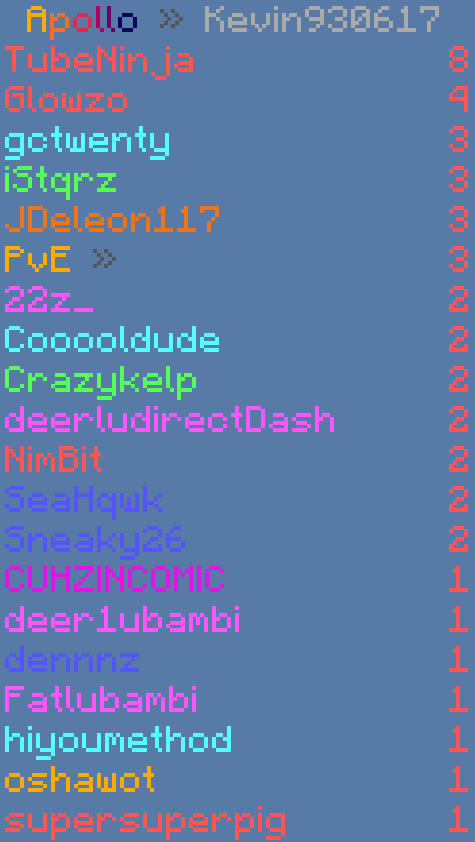 Apollo » Kevin930617
TubeNinja 8
Glowzo 4
gctwenty 3
iStqrz 3
JDeleon117 3
PvE » 3
22z_ 2
Cooooldude 2
Crazykelp 2
deerludirectDash 2
NimBit 2
SeaHqwk 2
Sneaky26 2
CUHZINCOMIC 1
deer1ubambi 1
dennnz 1
Fatlubambi 1
hiyoumethod 1
oshawot 1
supersuperpig 1